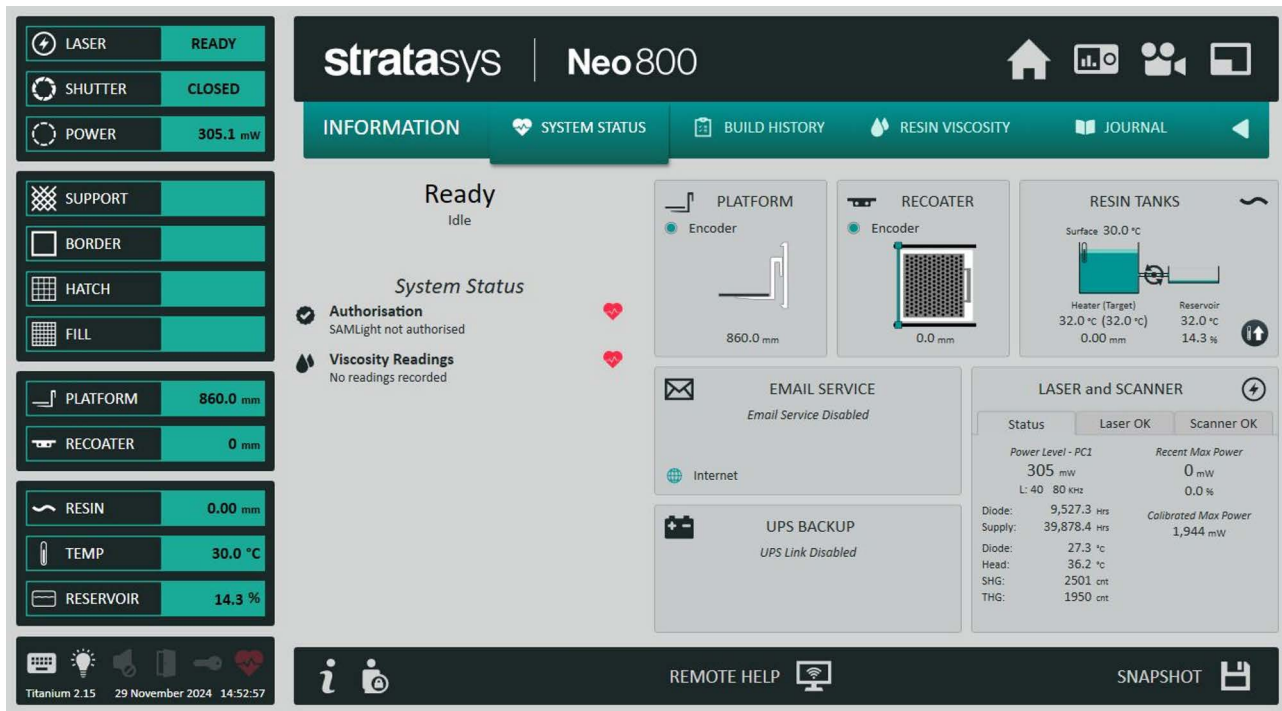 LASER READY
SHUTTER CLOSED
POWER 305.1 mW
SUPPORT
BORDER
HATCH
FILL
PLATFORM 860.0 mm
RECOATER 0 mm
RESIN 0.00 mm
TEMP 30.0 °C
RESERVOIR 14.3 %
Titanium 2.15 29 November 2024 14:52:57
stratasys Neo800
INFORMATION SYSTEM STATUS BUILD HISTORY RESIN VISCOSITY JOURNAL
Ready
Idle
System Status
Authorisation
SAMLight not authorised
Viscosity Readings
No readings recorded
PLATFORM
Encoder
860.0 mm
RECOATER
Encoder
0.0 mm
RESIN TANKS
Surface 30.0 °C
Heater (Target) Reservoir
32.0 °C (32.0 °C) 32.0 °C
0.00 mm 14.3 %
EMAIL SERVICE
Email Service Disabled
Internet
UPS BACKUP
UPS Link Disabled
LASER and SCANNER
Status Laser OK Scanner OK
Power Level - PC1 Recent Max Power
305 mW 0 mW
L: 40 80 KHz 0.0 %
Diode: 9,527.3 Hrs Calibrated Max Power
Supply: 39,878.4 Hrs 1,944 mW
Diode: 27.3 °C
Head: 36.2 °C
SHG: 2501 cnt
THG: 1950 cnt
i REMOTE HELP SNAPSHOT